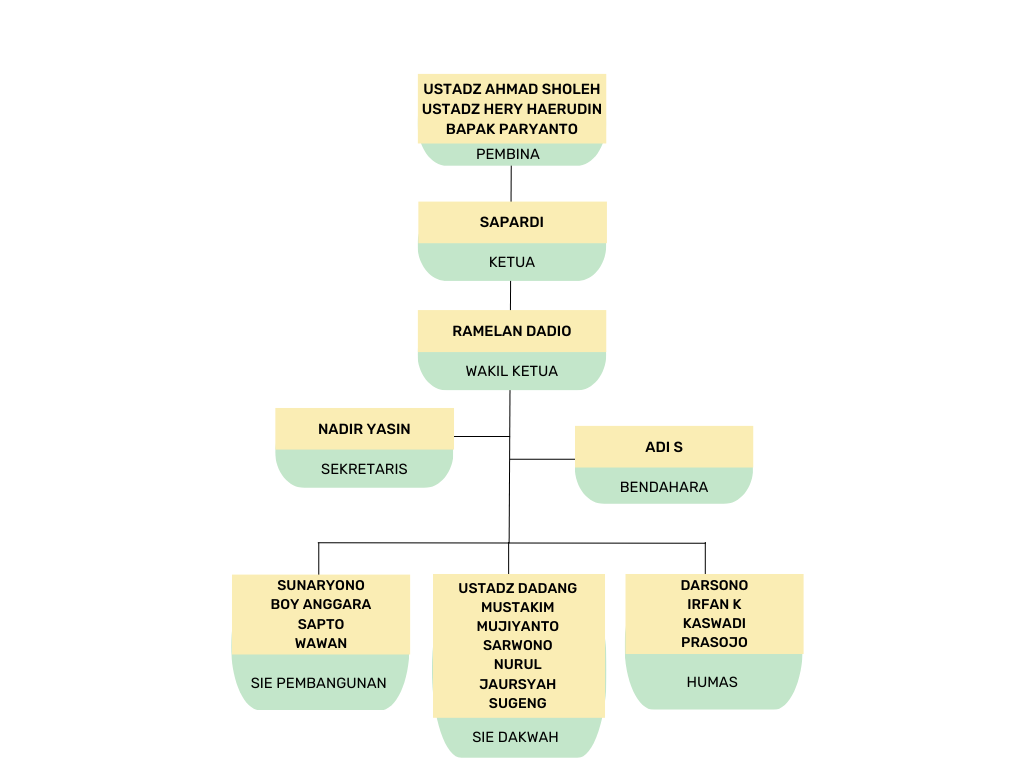 USTADZ AHMAD SHOLEH
USTADZ HERY HAERUDIN
BAPAK PARYANTO
PEMBINA
SAPARDI
KETUA
RAMELAN DADIO
WAKIL KETUA
NADIR YASIN
SEKRETARIS
ADI S
BENDAHARA
SUNARYONO
BOY ANGGARA
SAPTO
WAWAN
SIE PEMBANGUNAN
USTADZ DADANG
MUSTAKIM
MUJIYANTO
SARWONO
NURUL
JAURSYAH
SUGENG
SIE DAKWAH
DARSONO
IRFAN K
KASWADI
PRASOJO
HUMAS